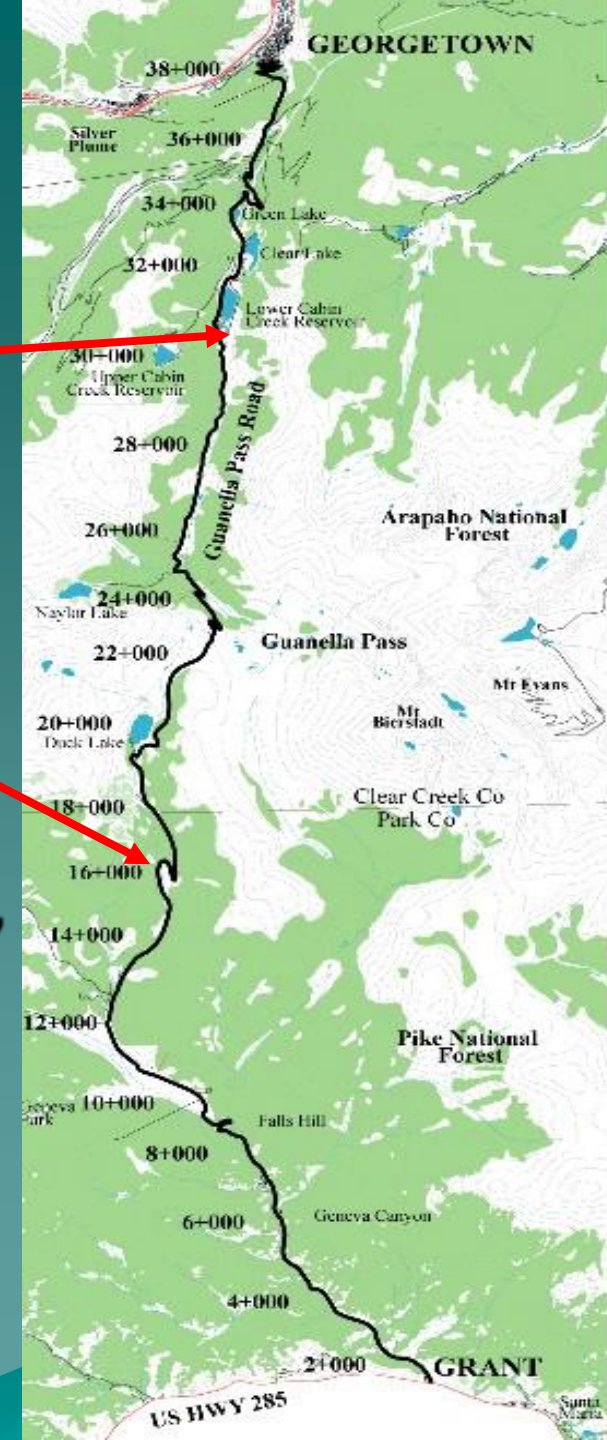 GEORGETOWN
38+000
Silver
Plume
36+000
34+000
Green Lake
Clear Lake
32+000
Lower Cabin
Creek Reservoir
30+000
Upper Cabin
Creek Reservoir
Guanella Pass Road
28+000
Arapaho National
Forest
26+000
24+000
Naylor Lake
Guanella Pass
22+000
Mt Evans
Mt
Bierstadt
20+000
Duck Lake
Clear Creek Co
Park Co
18+000
16+000
14+000
12+000
Pike National
Forest
10+000
Geneva
Park
Falls Hill
8+000
Geneva Canyon
6+000
4+000
2+000
GRANT
US HWY 285
Santa
Maria